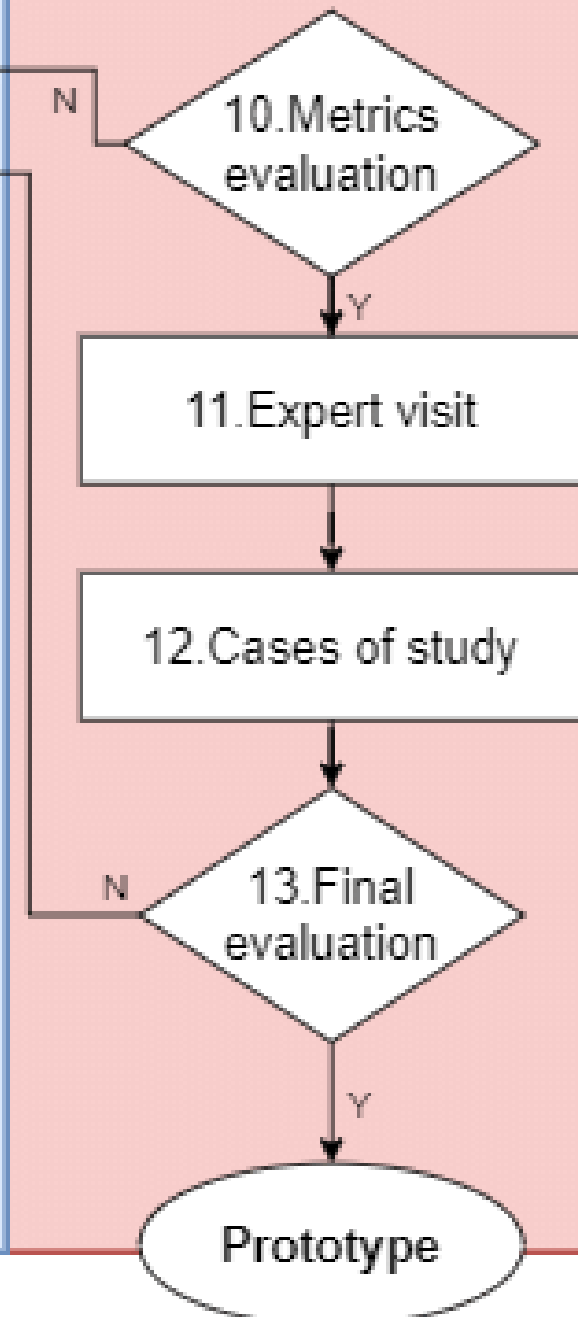 10.Metrics
evaluation
N
Y
11.Expert visit
12.Cases of study
13.Final
evaluation
N
Y
Prototype